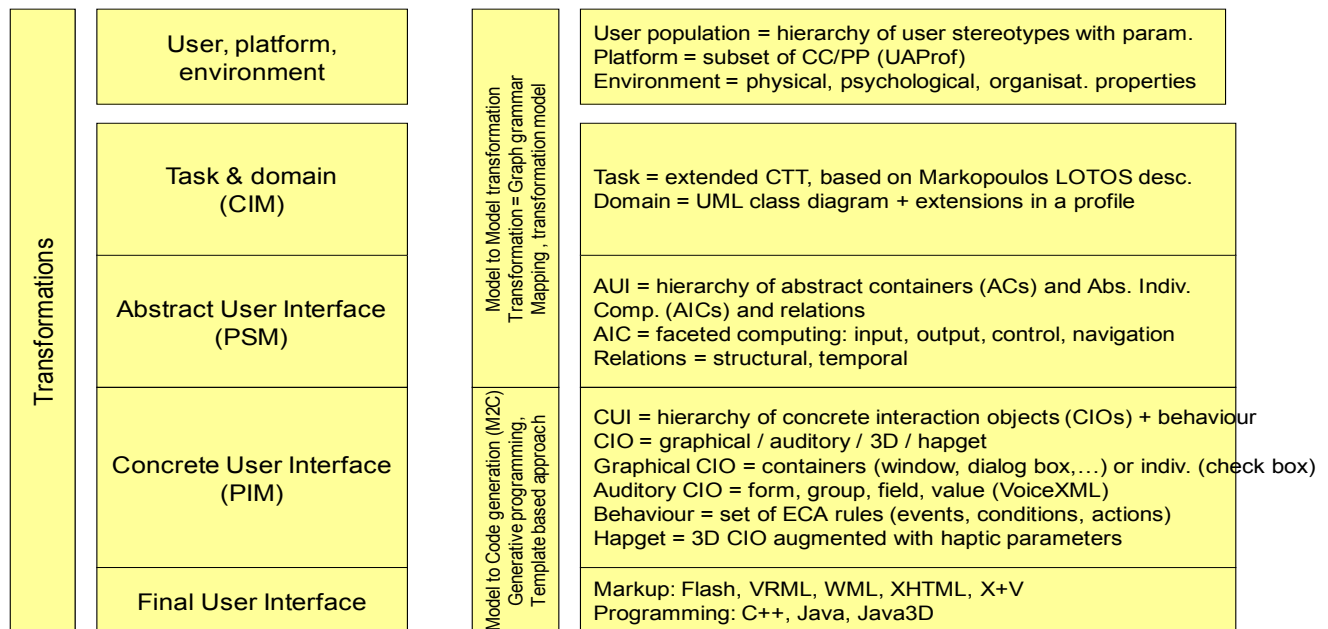 Transformations
User, platform,
environment
Task & domain
(CIM)
Abstract User Interface
(PSM)
Concrete User Interface
(PIM)
Final User Interface
Model to Model transformation
Transformation = Graph grammar
Mapping , transformation model
Model to Code generation (M2C)
Generative programming,
Template based approach
User population = hierarchy of user stereotypes with param.
Platform = subset of CC/PP (UAProf)
Environment = physical, psychological, organisat. properties
Task = extended CTT, based on Markopoulos LOTOS desc.
Domain = UML class diagram + extensions in a profile
AUI = hierarchy of abstract containers (ACs) and Abs. Indiv.
Comp. (AICs) and relations
AIC = faceted computing: input, output, control, navigation
Relations = structural, temporal
CUI = hierarchy of concrete interaction objects (CIOs) + behaviour
CIO = graphical / auditory / 3D / hapget
Graphical CIO = containers (window, dialog box,…) or indiv. (check box)
Auditory CIO = form, group, field, value (VoiceXML)
Behaviour = set of ECA rules (events, conditions, actions)
Hapget = 3D CIO augmented with haptic parameters
Markup: Flash, VRML, WML, XHTML, X+V
Programming: C++, Java, Java3D